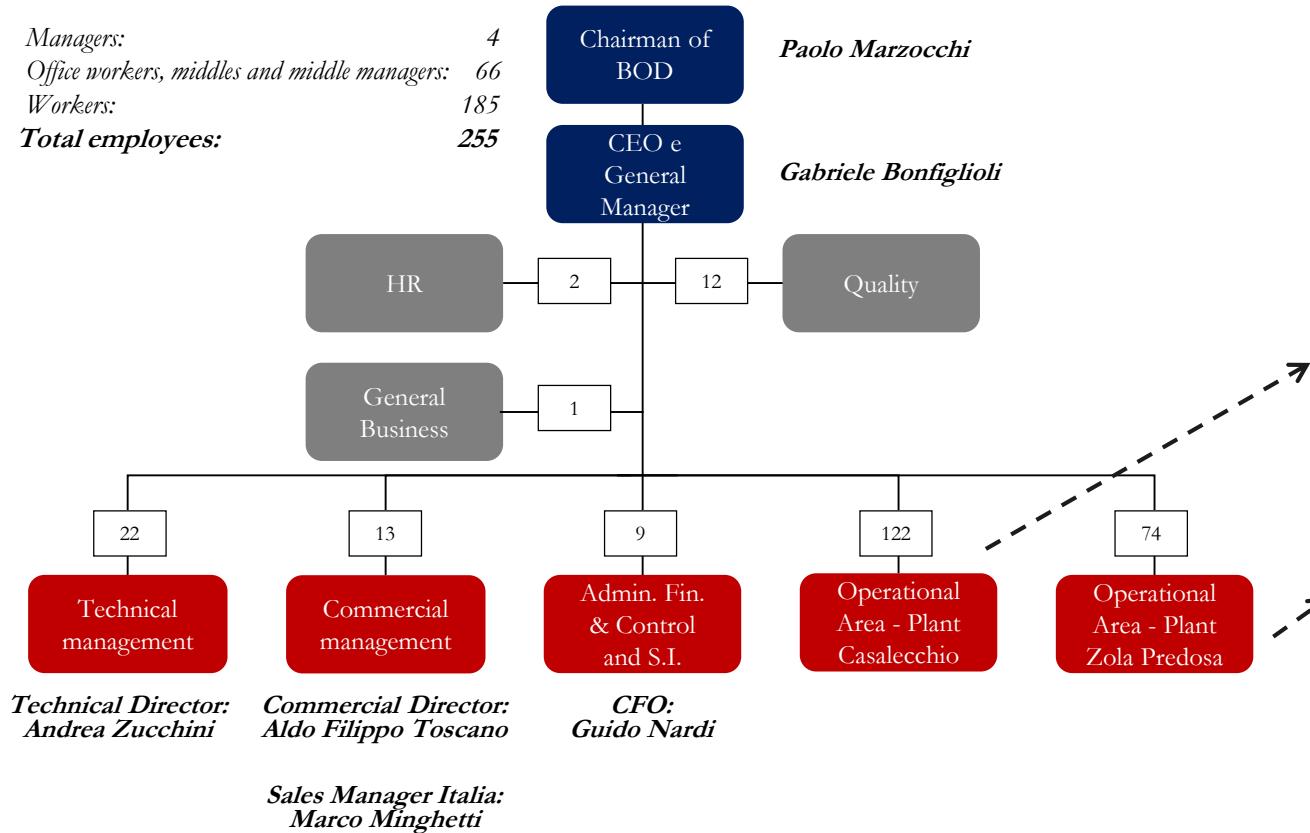 Managers: 4
Office workers, middles and middle managers: 66
Workers: 185
Total employees: 255
Chairman of
BOD
Paolo Marzocchi
CEO e
General
Manager
Gabriele Bonfiglioli
HR
2
12
Quality
General
Business
1
22
13
9
122
74
Technical
management
Commercial
management
Admin. Fin.
& Control
and S.I.
Operational
Area - Plant
Casalecchio
Operational
Area - Plant
Zola Predosa
Technical Director:
Andrea Zucchini
Commercial Director:
Aldo Filippo Toscano
CFO:
Guido Nardi
Sales Manager Italia:
Marco Minghetti